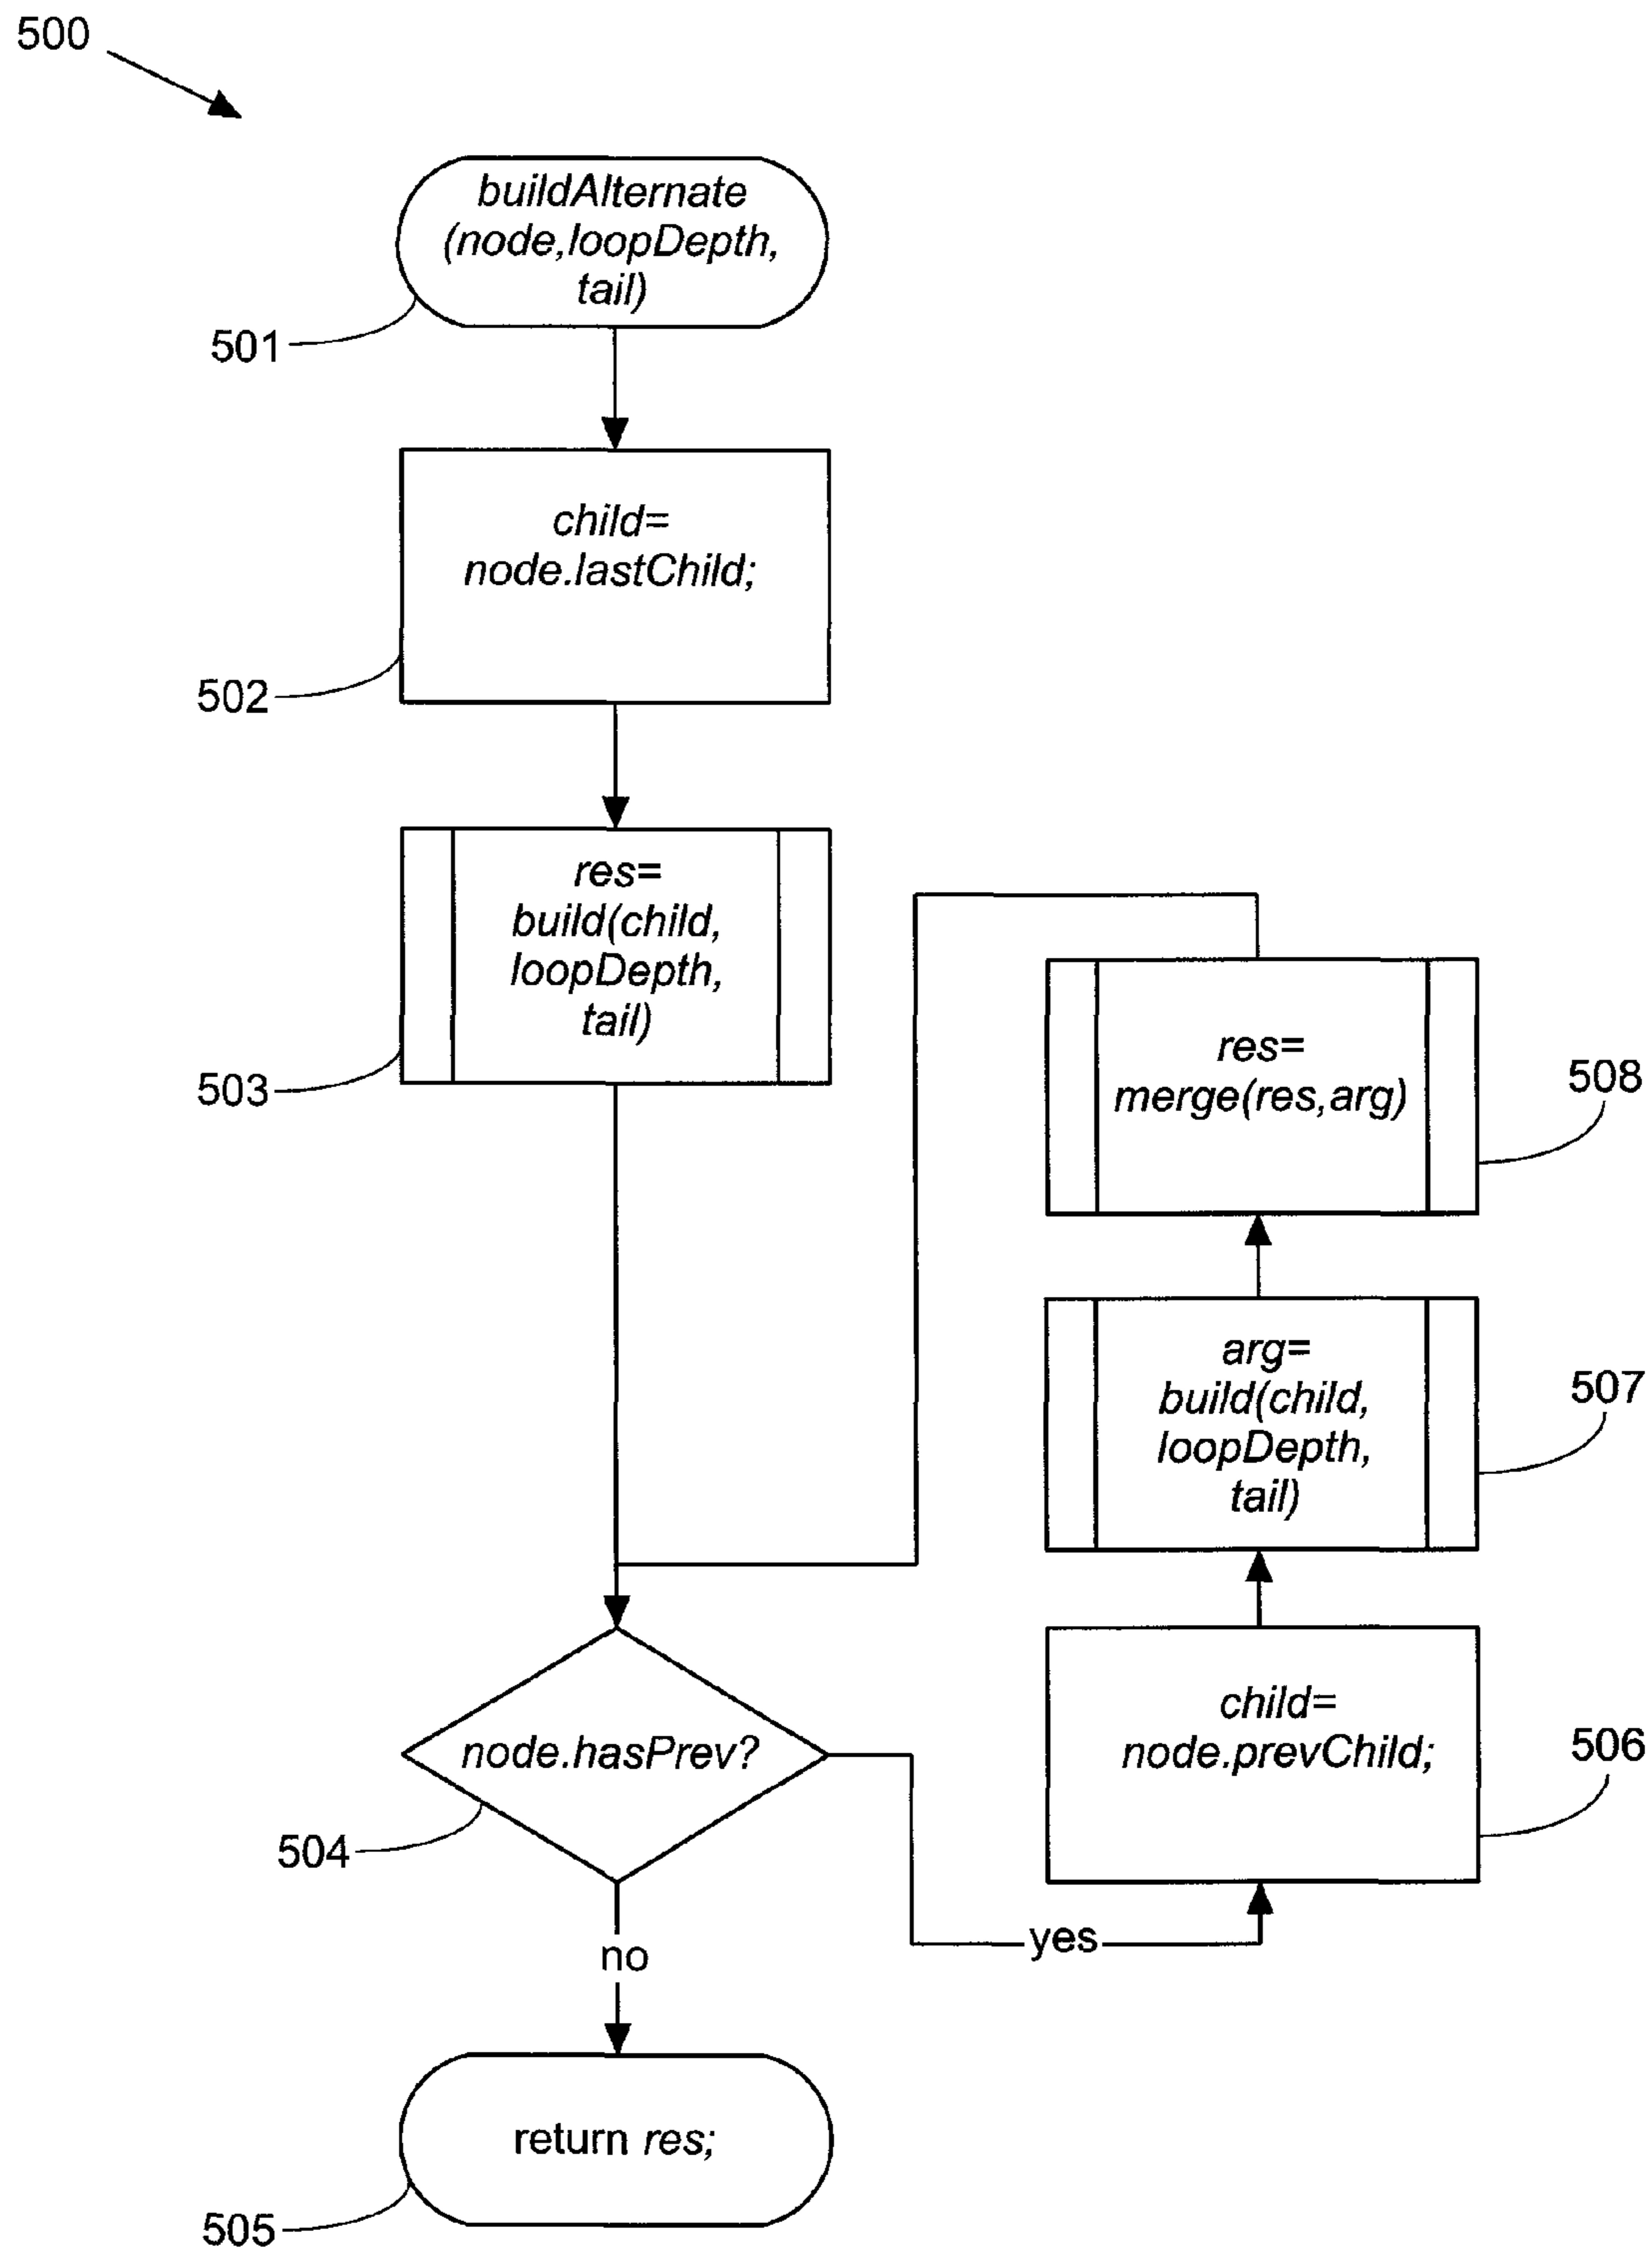 500
buildAlternate
(node,loopDepth,
tail)
501
child=
node.lastChild;
502
res=
build(child,
loopDepth,
tail)
503
res=
merge(res,arg)
508
arg=
build(child,
loopDepth,
tail)
507
child=
node.prevChild;
506
node.hasPrev?
504
yes
no
return res;
505